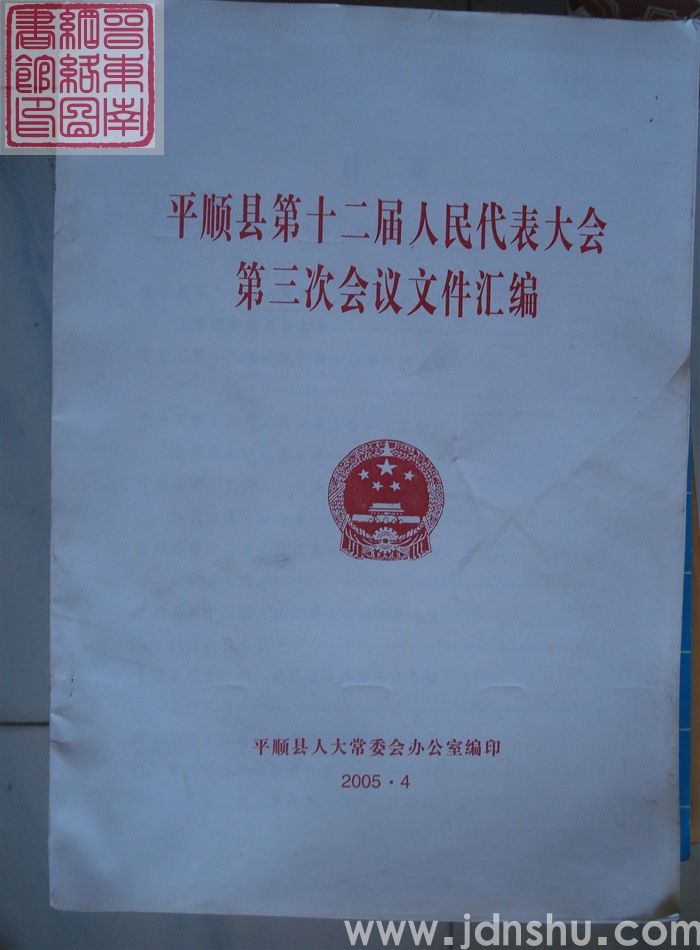 晋东南
网络图
书馆印
平顺县第十二届人民代表大会
第三次会议文件汇编
平顺县人大常委会办公室编印
2005·4
www.jdnshu.com